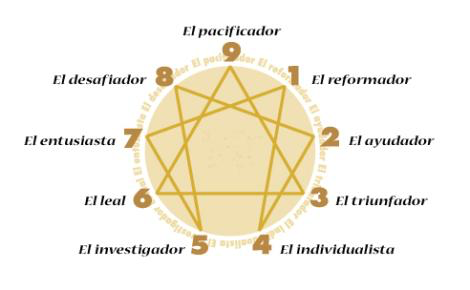 El pacificador
9
El desafiador 8
1 El reformador
El entusiasta 7
2 El ayudador
El leal 6
3 El triunfador
El investigador 5
4 El individualista